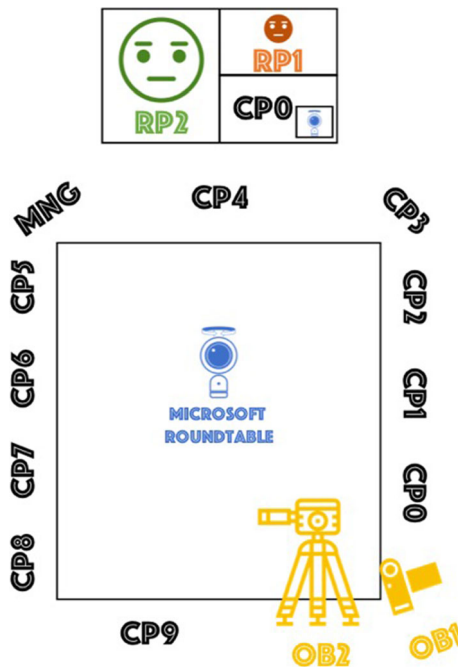 RP1
RP2
CP0
MNG
CP4
CP3
CP5
CP2
CP6
CP1
MICROSOFT
ROUNDTABLE
CP7
CP0
CP8
CP9
OB2
OB1